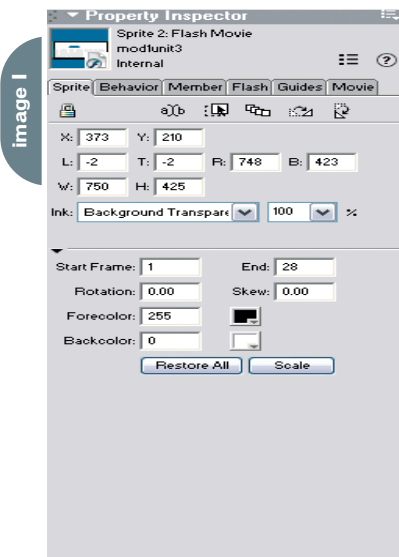 image I
Property Inspector
Sprite 2: Flash Movie
mod1unit3
Internal
Sprite Behavior Member Flash Guides Movie
X: 373 Y: 210
L: -2 T: -2 R: 748 B: 423
W: 750 H: 425
Ink: Background Transpare 100 %
Start Frame: 1 End: 28
Rotation: 0.00 Skew: 0.00
Forecolor: 255
Backcolor: 0
Restore All Scale